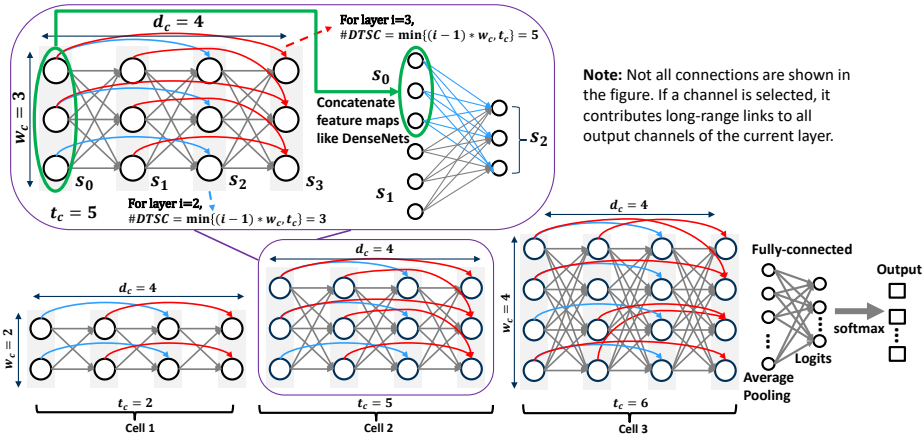 d_c = 4
For layer i=3,
#DTSC = min{(i − 1) * w_c, t_c} = 5
w_c = 3
s_0
s_1
s_2
s_3
t_c = 5
For layer i=2,
#DTSC = min{(i − 1) * w_c, t_c} = 3
s_0
Concatenate
feature maps
like DenseNets
s_1
s_2
Note: Not all connections are shown in
the figure. If a channel is selected, it
contributes long-range links to all
output channels of the current layer.
d_c = 4
w_c = 2
t_c = 2
Cell 1
d_c = 4
t_c = 5
Cell 2
d_c = 4
w_c = 4
t_c = 6
Cell 3
Fully-connected
Average
Pooling
Logits
softmax
Output